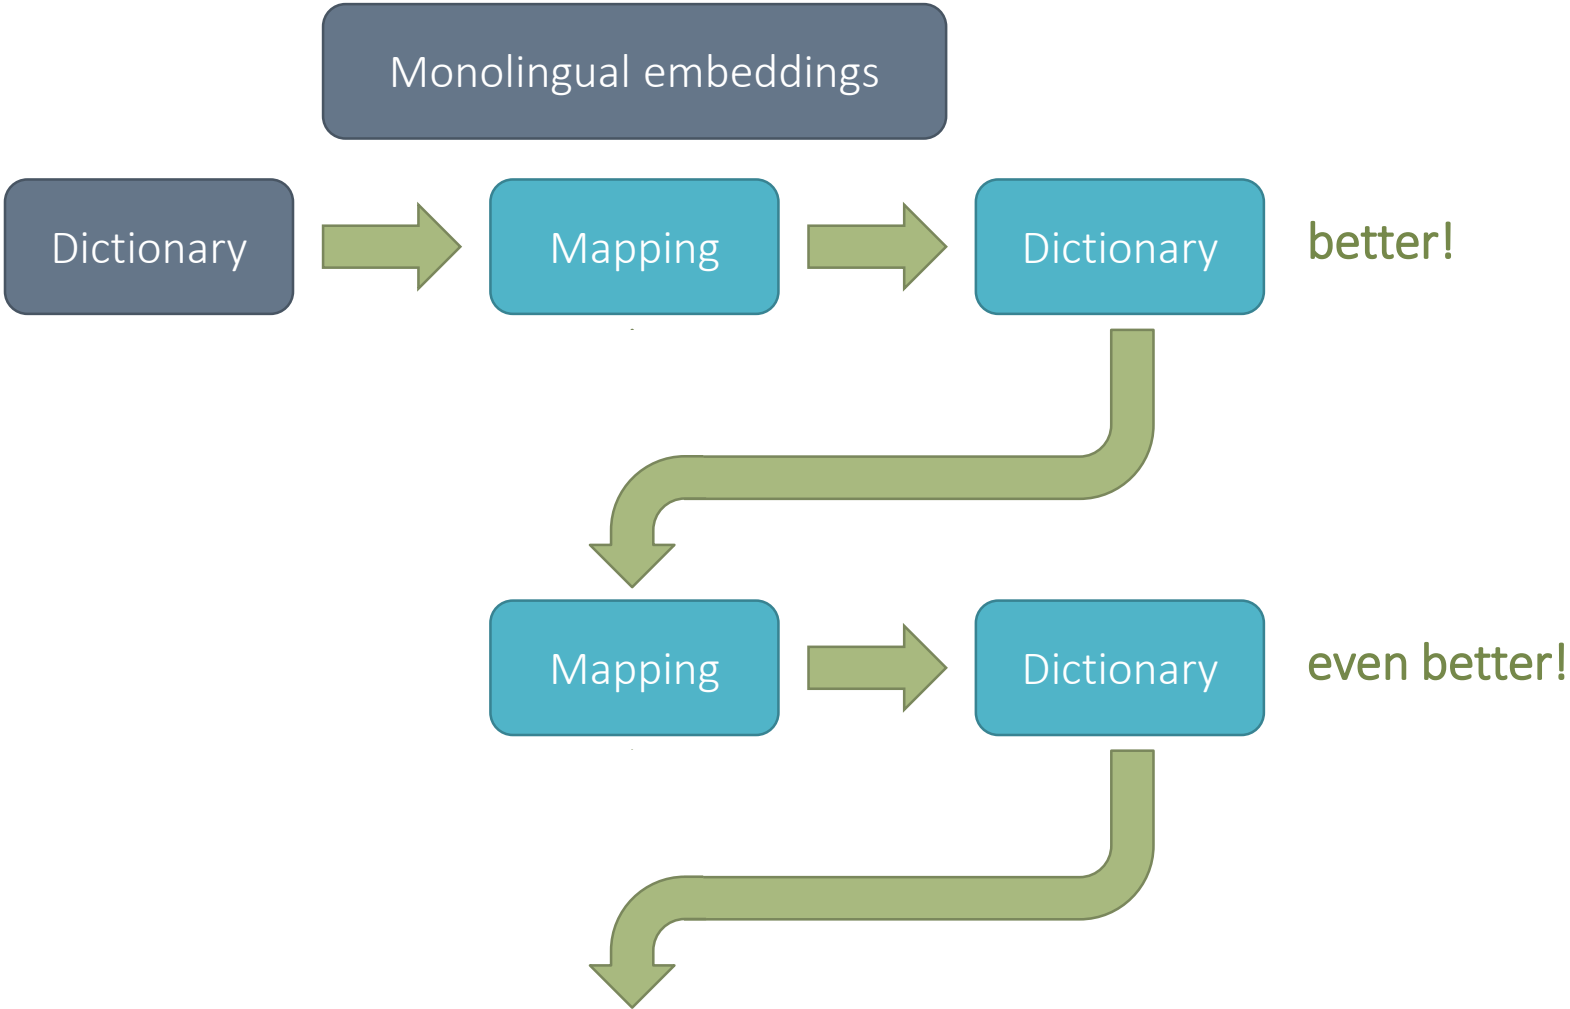 Monolingual embeddings
Dictionary
Mapping
Dictionary
better!
Mapping
Dictionary
even better!